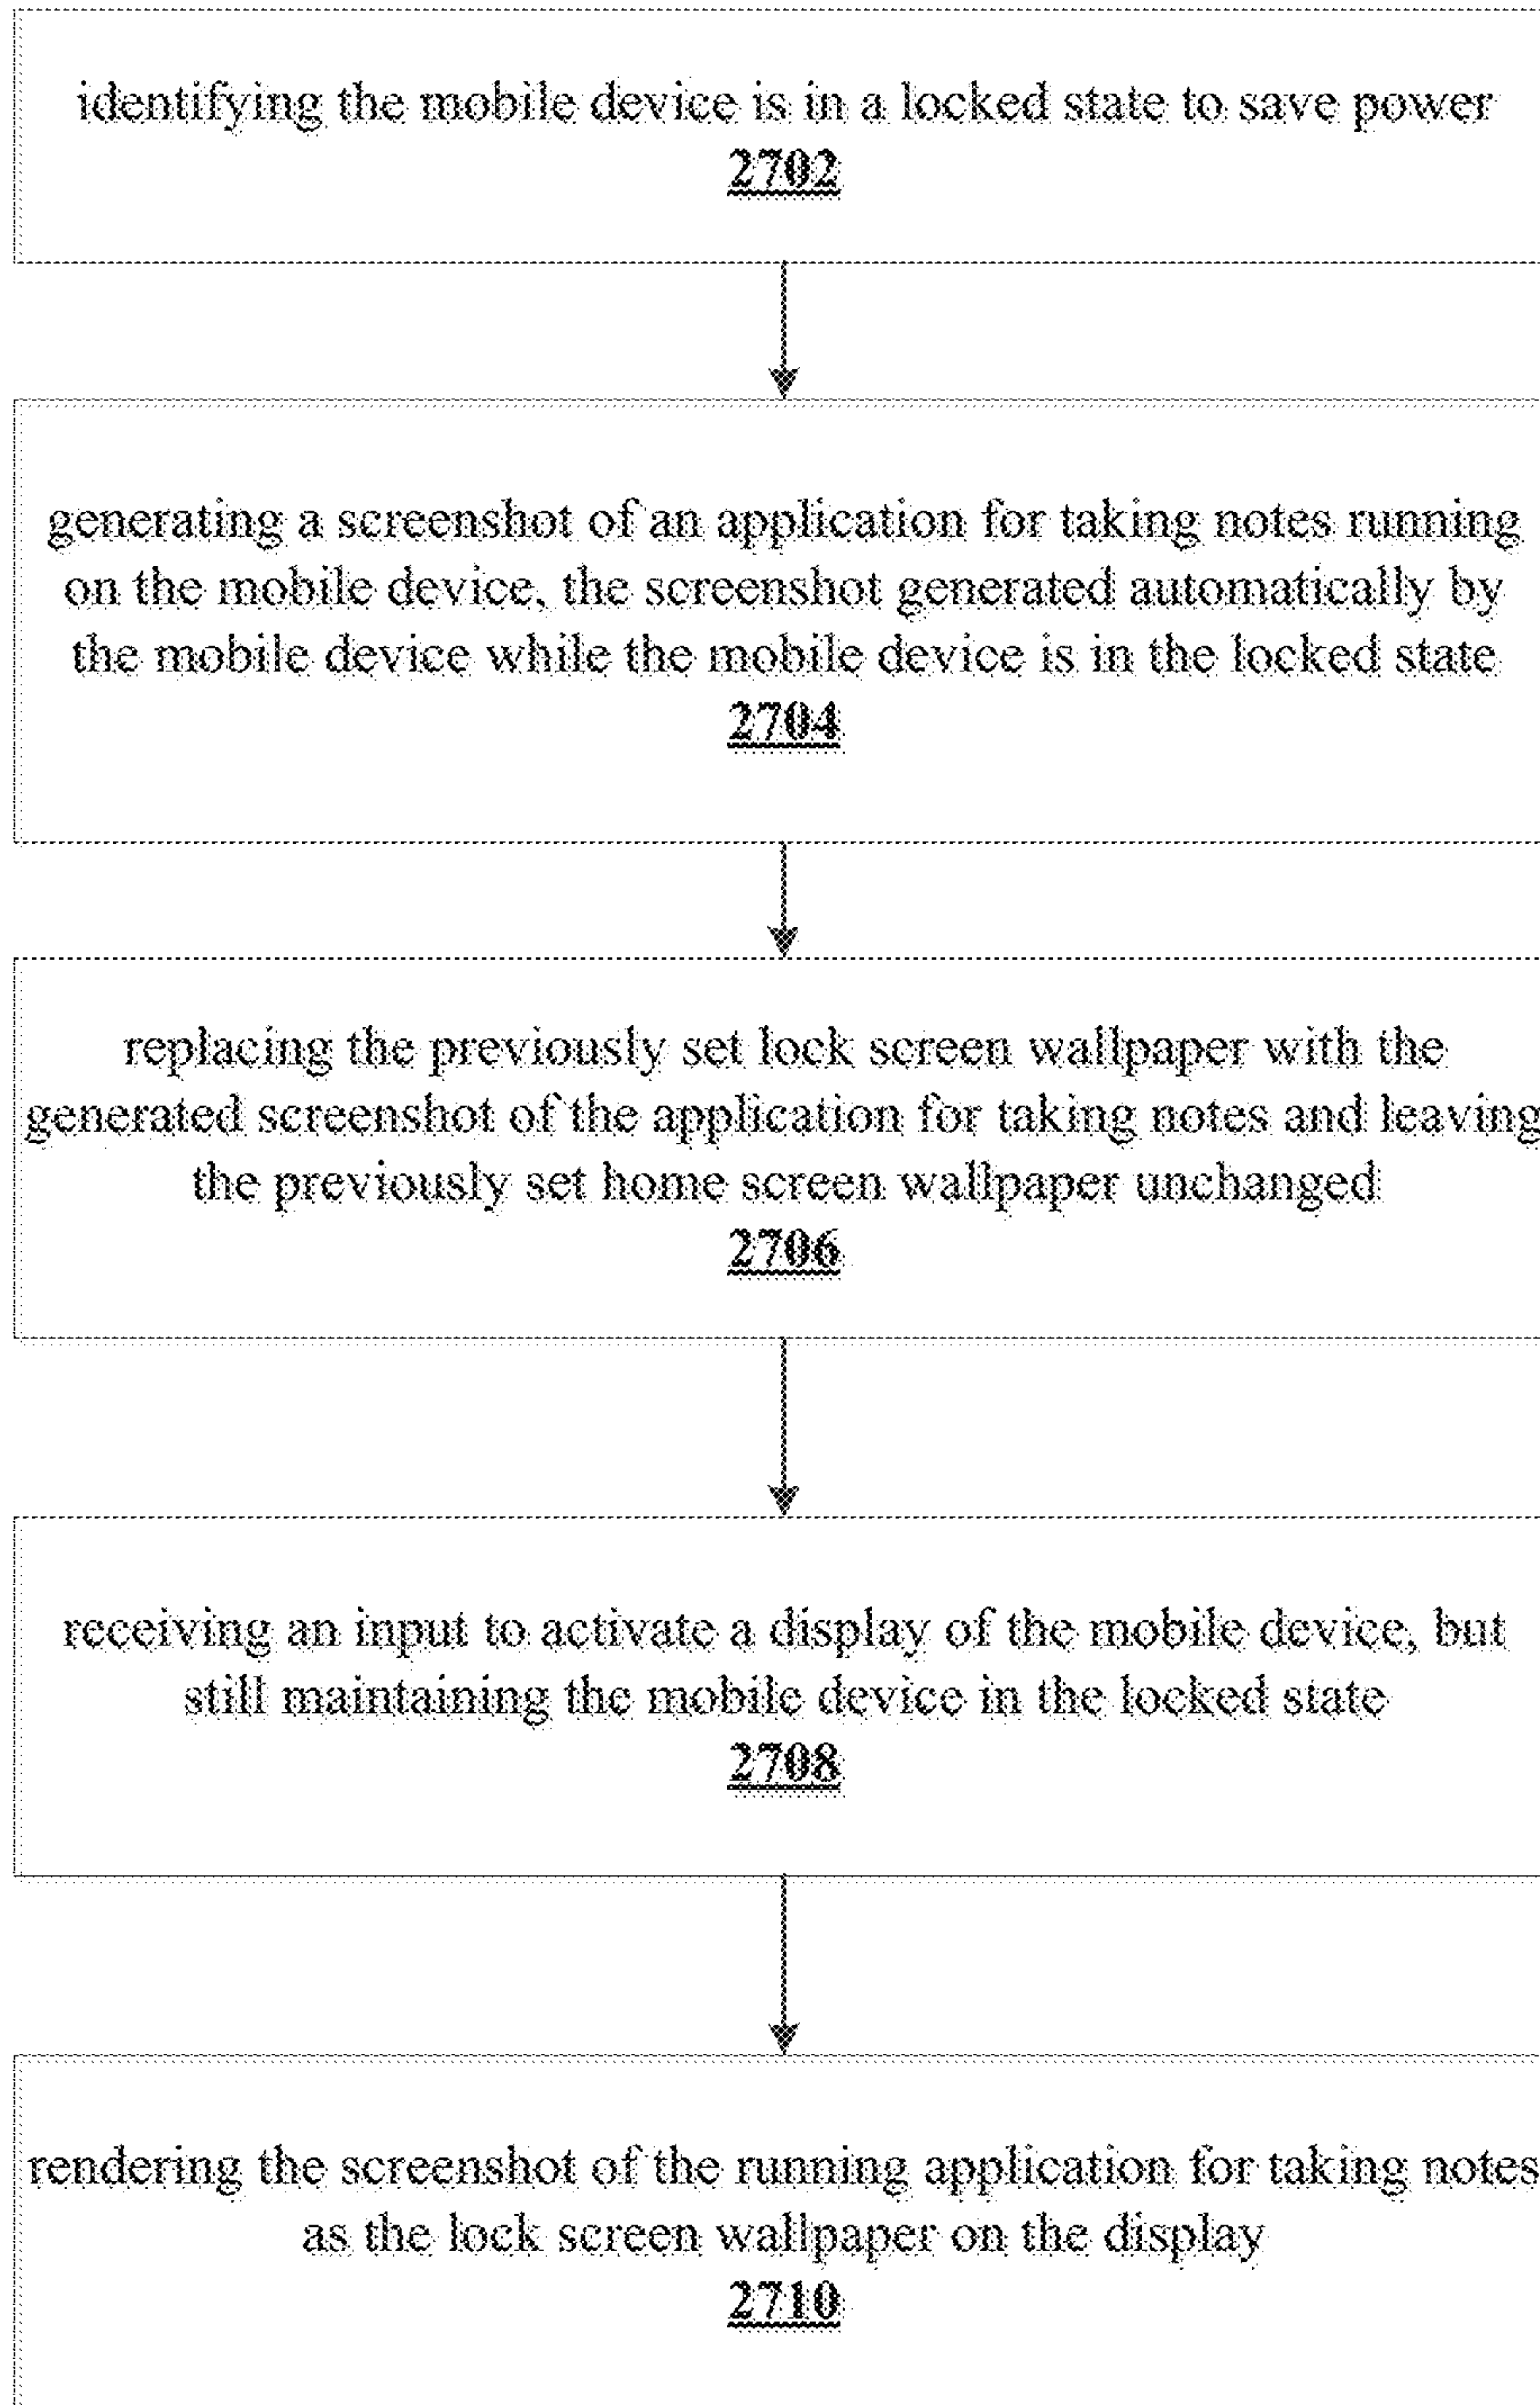 identifying the mobile device is in a locked state to save power
2702
generating a screenshot of an application for taking notes running
on the mobile device, the screenshot generated automatically by
the mobile device while the mobile device is in the locked state
2704
replacing the previously set lock screen wallpaper with the
generated screenshot of the application for taking notes and leaving
the previously set home screen wallpaper unchanged
2706
receiving an input to activate a display of the mobile device, but
still maintaining the mobile device in the locked state
2708
rendering the screenshot of the running application for taking notes
as the lock screen wallpaper on the display
2710